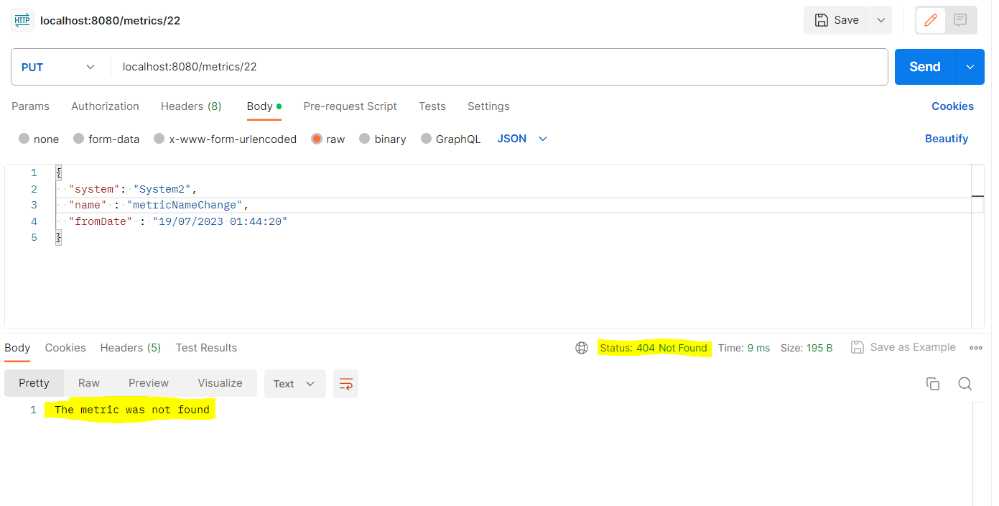 HTTP localhost:8080/metrics/22 Save
PUT localhost:8080/metrics/22 Send
Params Authorization Headers (8) Body Pre-request Script Tests Settings Cookies
none form-data x-www-form-urlencoded raw binary GraphQL JSON Beautify
1 {
2 "system": "System2",
3 "name" : "metricNameChange",
4 "fromDate" : "19/07/2023 01:44:20"
5 }
Body Cookies Headers (5) Test Results Status: 404 Not Found Time: 9 ms Size: 195 B Save as Example
Pretty Raw Preview Visualize Text
1 The metric was not found